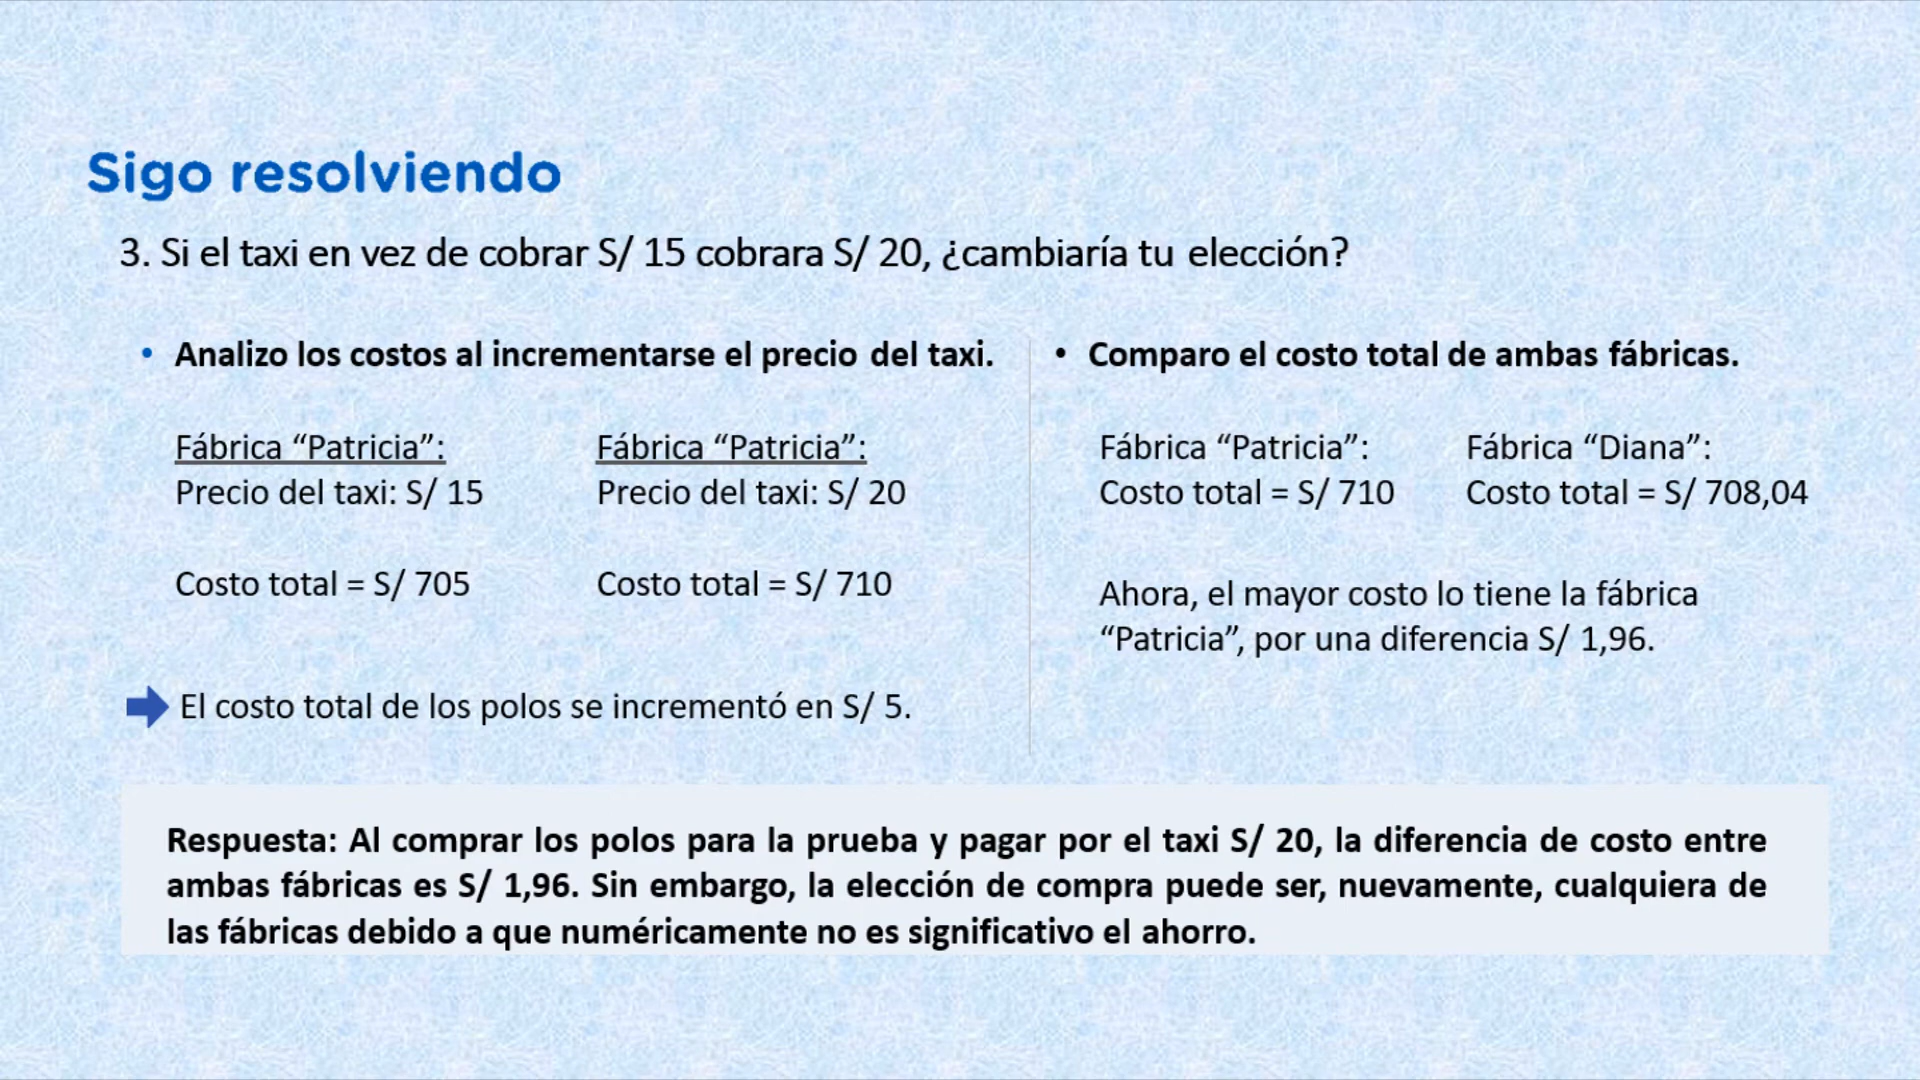 Sigo resolviendo
3. Si el taxi en vez de cobrar S/ 15 cobrara S/ 20, ¿cambiaría tu elección?
• Analizo los costos al incrementarse el precio del taxi.
Fábrica “Patricia”:
Precio del taxi: S/ 15
Costo total = S/ 705
Fábrica “Patricia”:
Precio del taxi: S/ 20
Costo total = S/ 710
El costo total de los polos se incrementó en S/ 5.
• Comparo el costo total de ambas fábricas.
Fábrica “Patricia”:
Costo total = S/ 710
Fábrica “Diana”:
Costo total = S/ 708,04
Ahora, el mayor costo lo tiene la fábrica
“Patricia”, por una diferencia S/ 1,96.
Respuesta: Al comprar los polos para la prueba y pagar por el taxi S/ 20, la diferencia de costo entre
ambas fábricas es S/ 1,96. Sin embargo, la elección de compra puede ser, nuevamente, cualquiera de
las fábricas debido a que numéricamente no es significativo el ahorro.